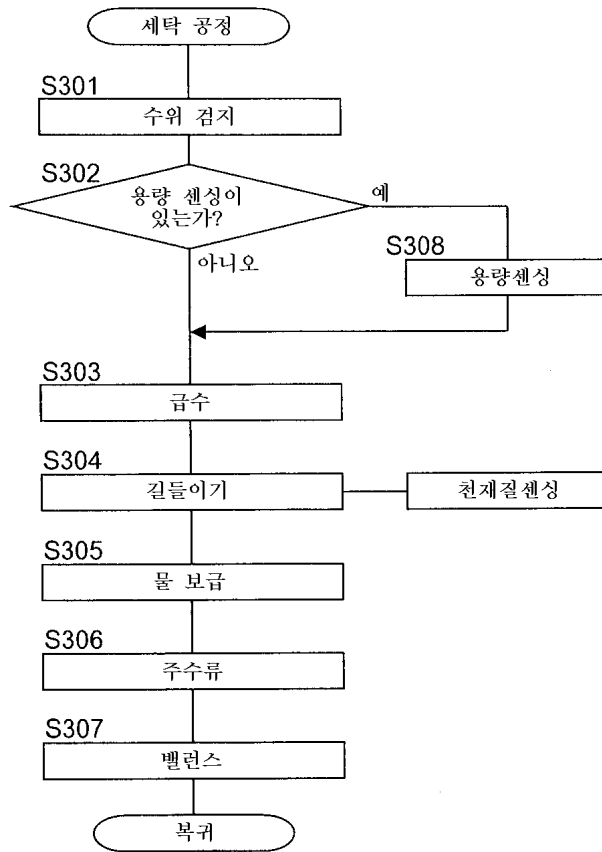 세탁 공정
S301
수위 검지
S302
용량 센싱이
있는가?
예
아니오
S308
용량센싱
S303
급수
S304
길들이기
천재질센싱
S305
물 보급
S306
주수류
S307
밸런스
복귀